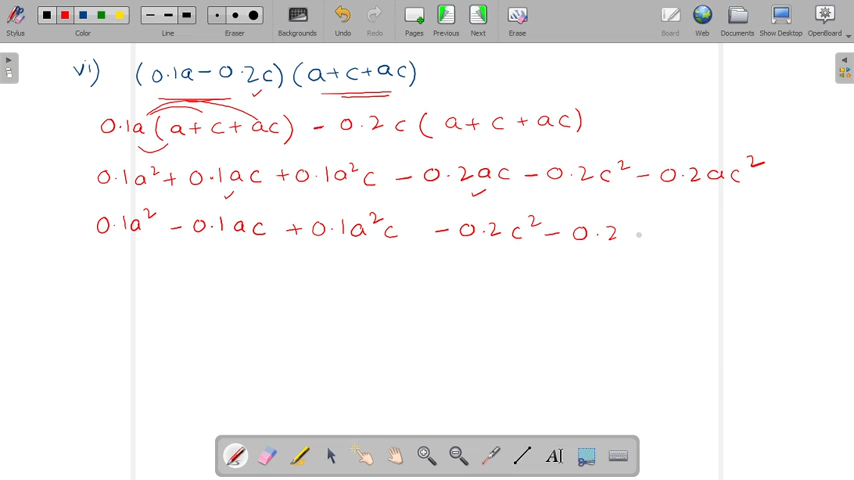 Stylus Color Line Eraser Backgrounds Undo Redo Pages Previous Next Erase Board Web Documents Show Desktop OpenBoard
vi) (0.1a - 0.2c) (a + c + ac)
0.1a (a + c + ac) - 0.2c (a + c + ac)
0.1a² + 0.1ac + 0.1a²c - 0.2ac - 0.2c² - 0.2ac²
0.1a² - 0.1ac + 0.1a²c - 0.2c² - 0.2